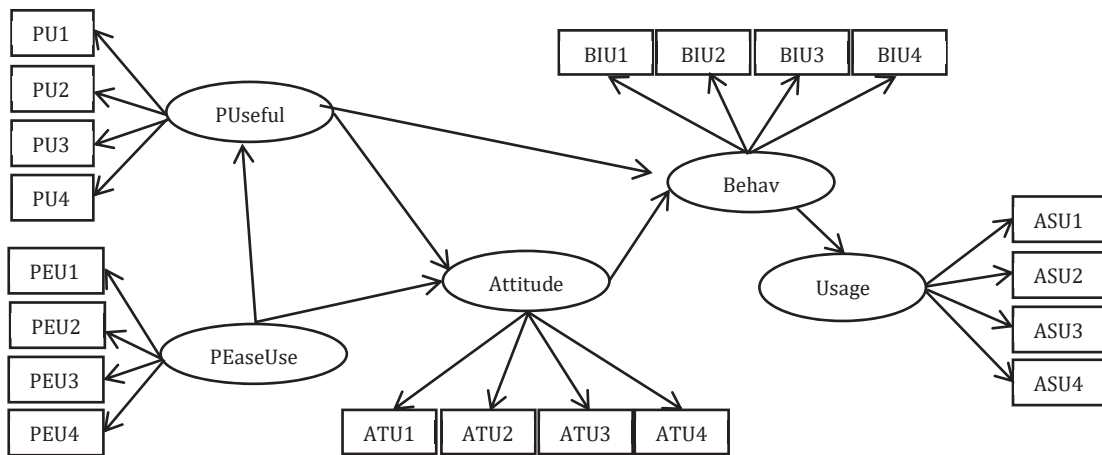 PU1
PU2
PU3
PU4
PUseful
BIU1
BIU2
BIU3
BIU4
Behav
PEU1
PEU2
PEU3
PEU4
PEaseUse
Attitude
ATU1
ATU2
ATU3
ATU4
Usage
ASU1
ASU2
ASU3
ASU4